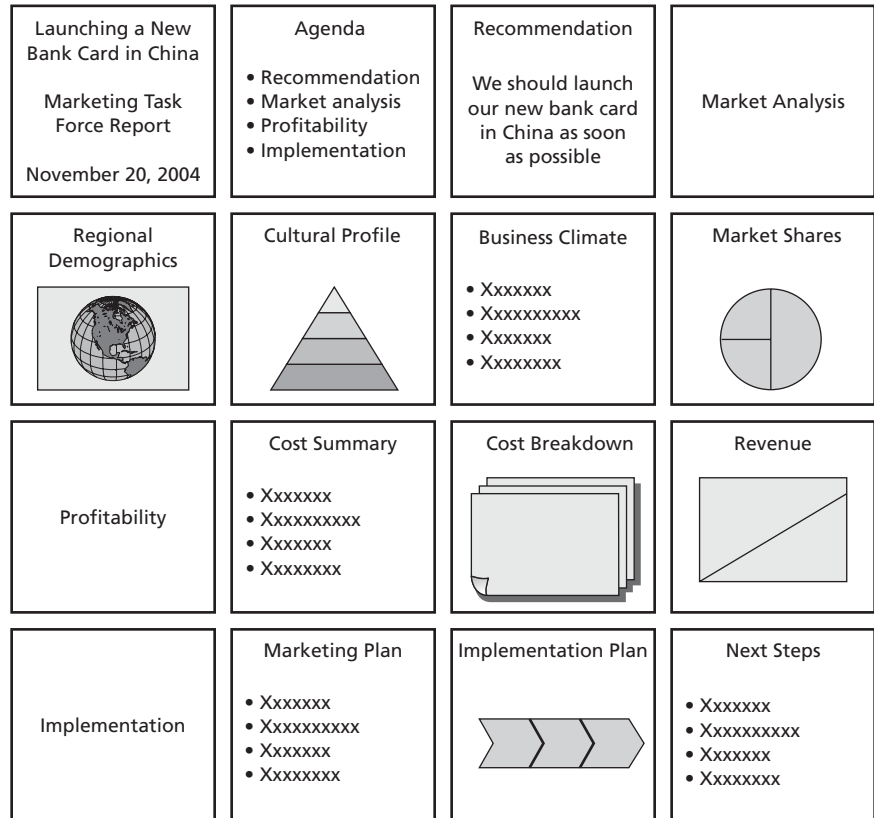 Launching a New
Bank Card in China
Marketing Task
Force Report
November 20, 2004
Agenda
• Recommendation
• Market analysis
• Profitability
• Implementation
Recommendation
We should launch
our new bank card
in China as soon
as possible
Market Analysis
Regional
Demographics
Cultural Profile
Business Climate
• Xxxxxxx
• Xxxxxxxxxx
• Xxxxxxx
• Xxxxxxxx
Market Shares
Profitability
Cost Summary
• Xxxxxxx
• Xxxxxxxxxx
• Xxxxxxx
• Xxxxxxxx
Cost Breakdown
Revenue
Implementation
Marketing Plan
• Xxxxxxx
• Xxxxxxxxxx
• Xxxxxxx
• Xxxxxxxx
Implementation Plan
Next Steps
• Xxxxxxx
• Xxxxxxxxxx
• Xxxxxxx
• Xxxxxxxx